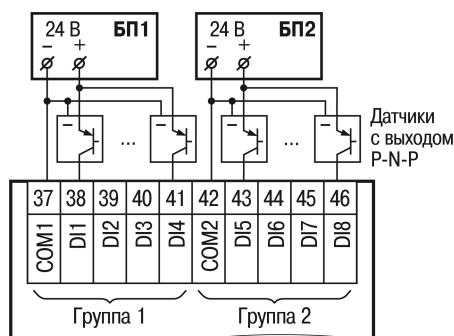 24 В БП1
– +
24 В БП2
– +
– ... –
– ... –
Датчики
с выходом
P-N-P
37 38 39 40 41 42 43 44 45 46
COM1 DI1 DI2 DI3 DI4 COM2 DI5 DI6 DI7 DI8
Группа 1 Группа 2